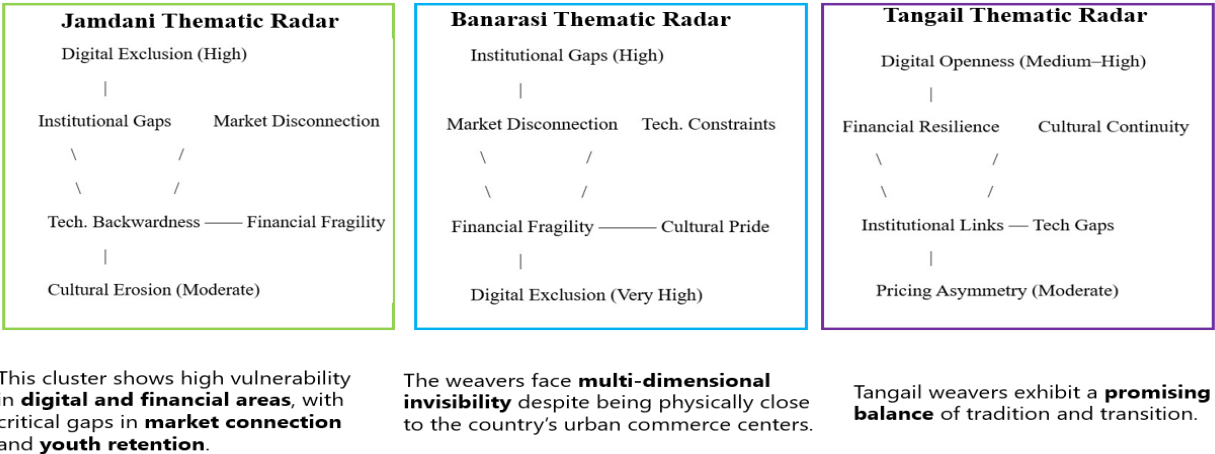 Jamdani Thematic Radar
Digital Exclusion (High)
|
Institutional Gaps Market Disconnection
\ /
\ /
Tech. Backwardness —— Financial Fragility
|
Cultural Erosion (Moderate)
This cluster shows high vulnerability
in digital and financial areas, with
critical gaps in market connection
and youth retention.
Banarasi Thematic Radar
Institutional Gaps (High)
|
Market Disconnection Tech. Constraints
\ /
\ /
Financial Fragility ——— Cultural Pride
|
Digital Exclusion (Very High)
The weavers face multi-dimensional
invisibility despite being physically close
to the country’s urban commerce centers.
Tangail Thematic Radar
Digital Openness (Medium–High)
|
Financial Resilience Cultural Continuity
\ /
\ /
Institutional Links — Tech Gaps
|
Pricing Asymmetry (Moderate)
Tangail weavers exhibit a promising
balance of tradition and transition.